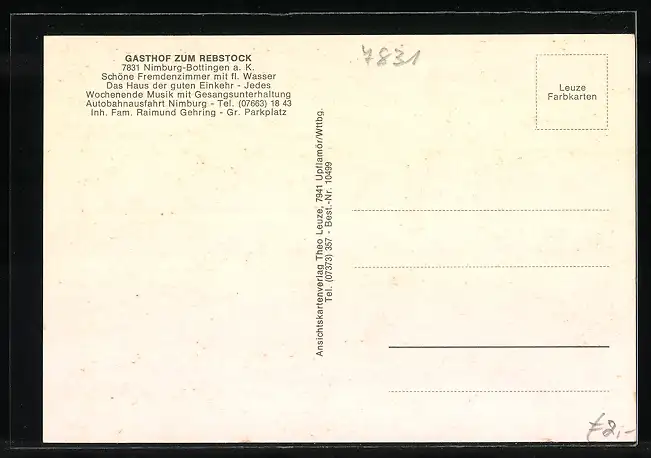 GASTHOF ZUM REBSTOCK
7831 Nimburg-Bottingen a. K.
Schöne Fremdenzimmer mit fl. Wasser
Das Haus der guten Einkehr - Jedes
Wochenende Musik mit Gesangsunterhaltung
Autobahnausfahrt Nimburg - Tel. (07663) 18 43
Inh. Fam. Raimund Gehring - Gr. Parkplatz
7831
Leuze
Farbkarten
Ansichtskartenverlag Theo Leuze, 7941 Upflamör/Wttbg.
Tel. (07373) 357 - Best.-Nr. 10499